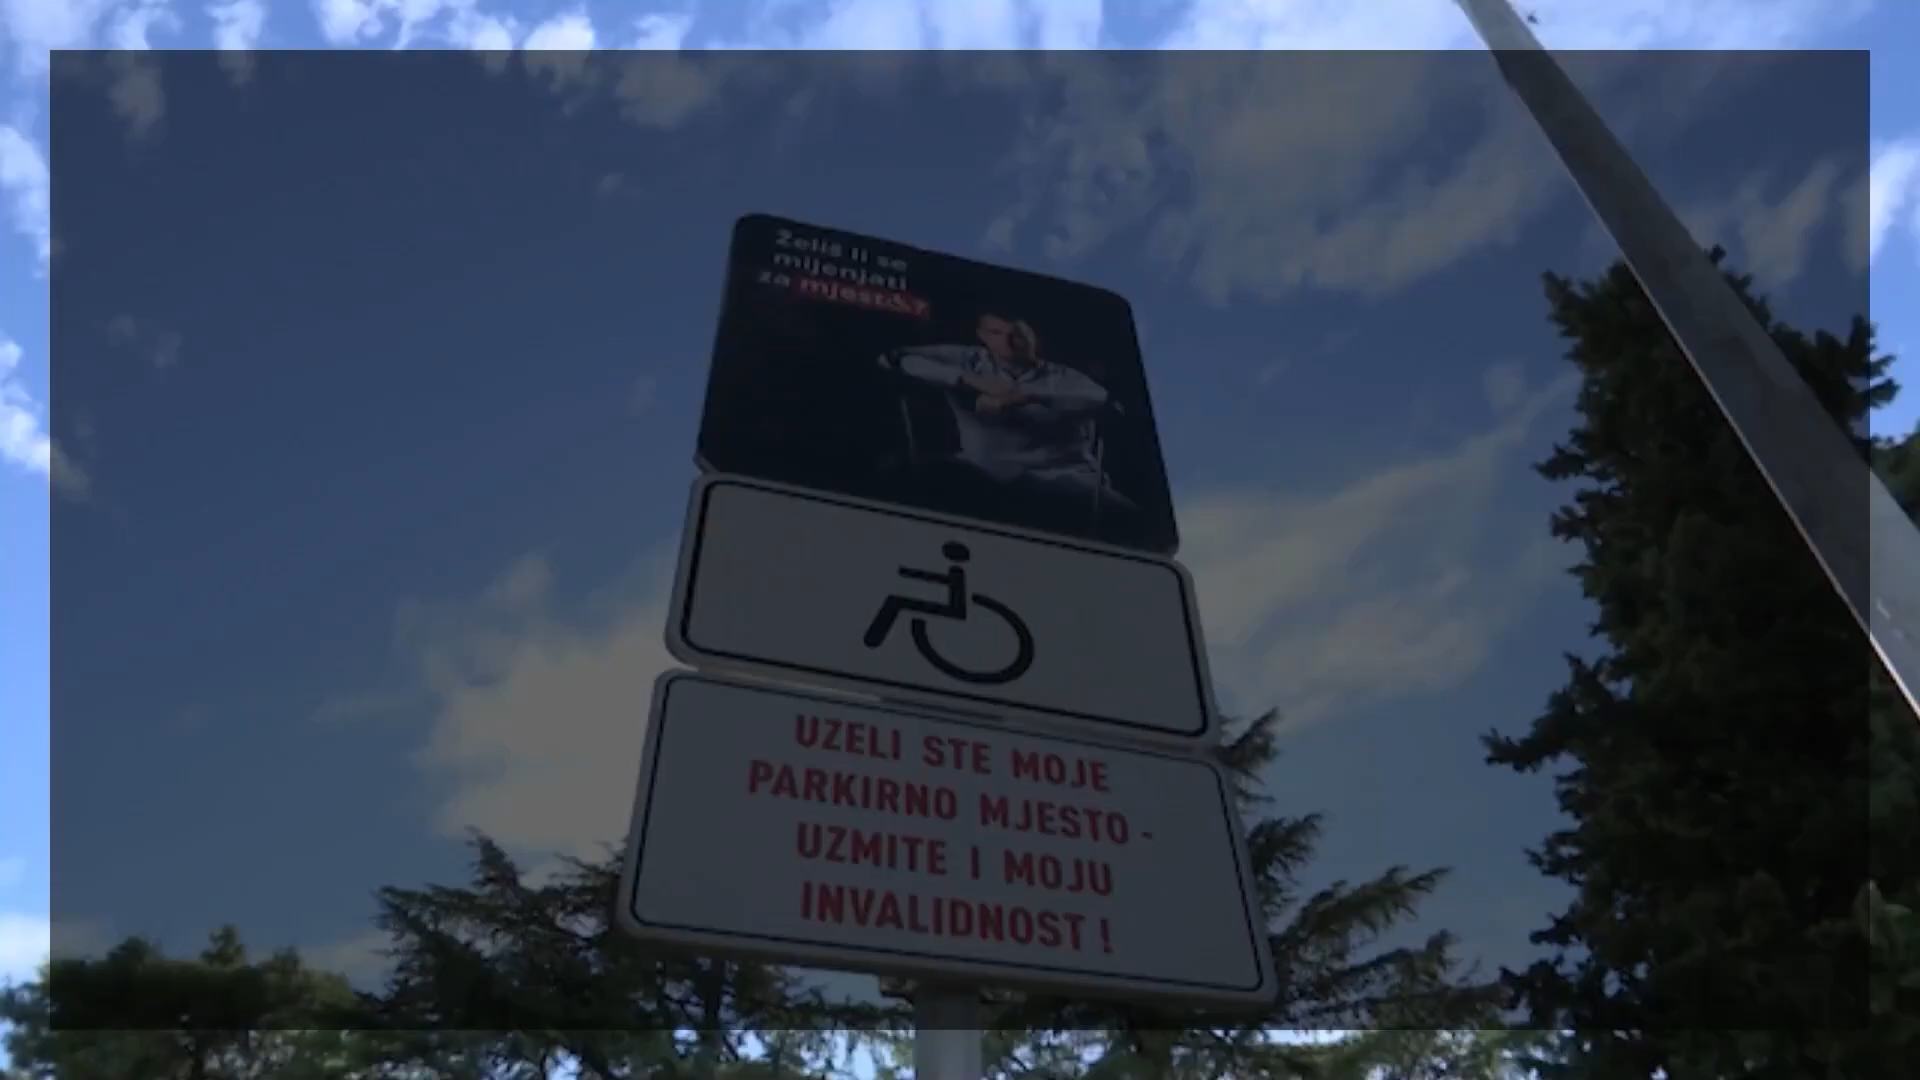 Želiš li se
mijenjati
za mjesto?
UZELI STE MOJE
PARKIRNO MJESTO -
UZMITE I MOJU
INVALIDNOST !